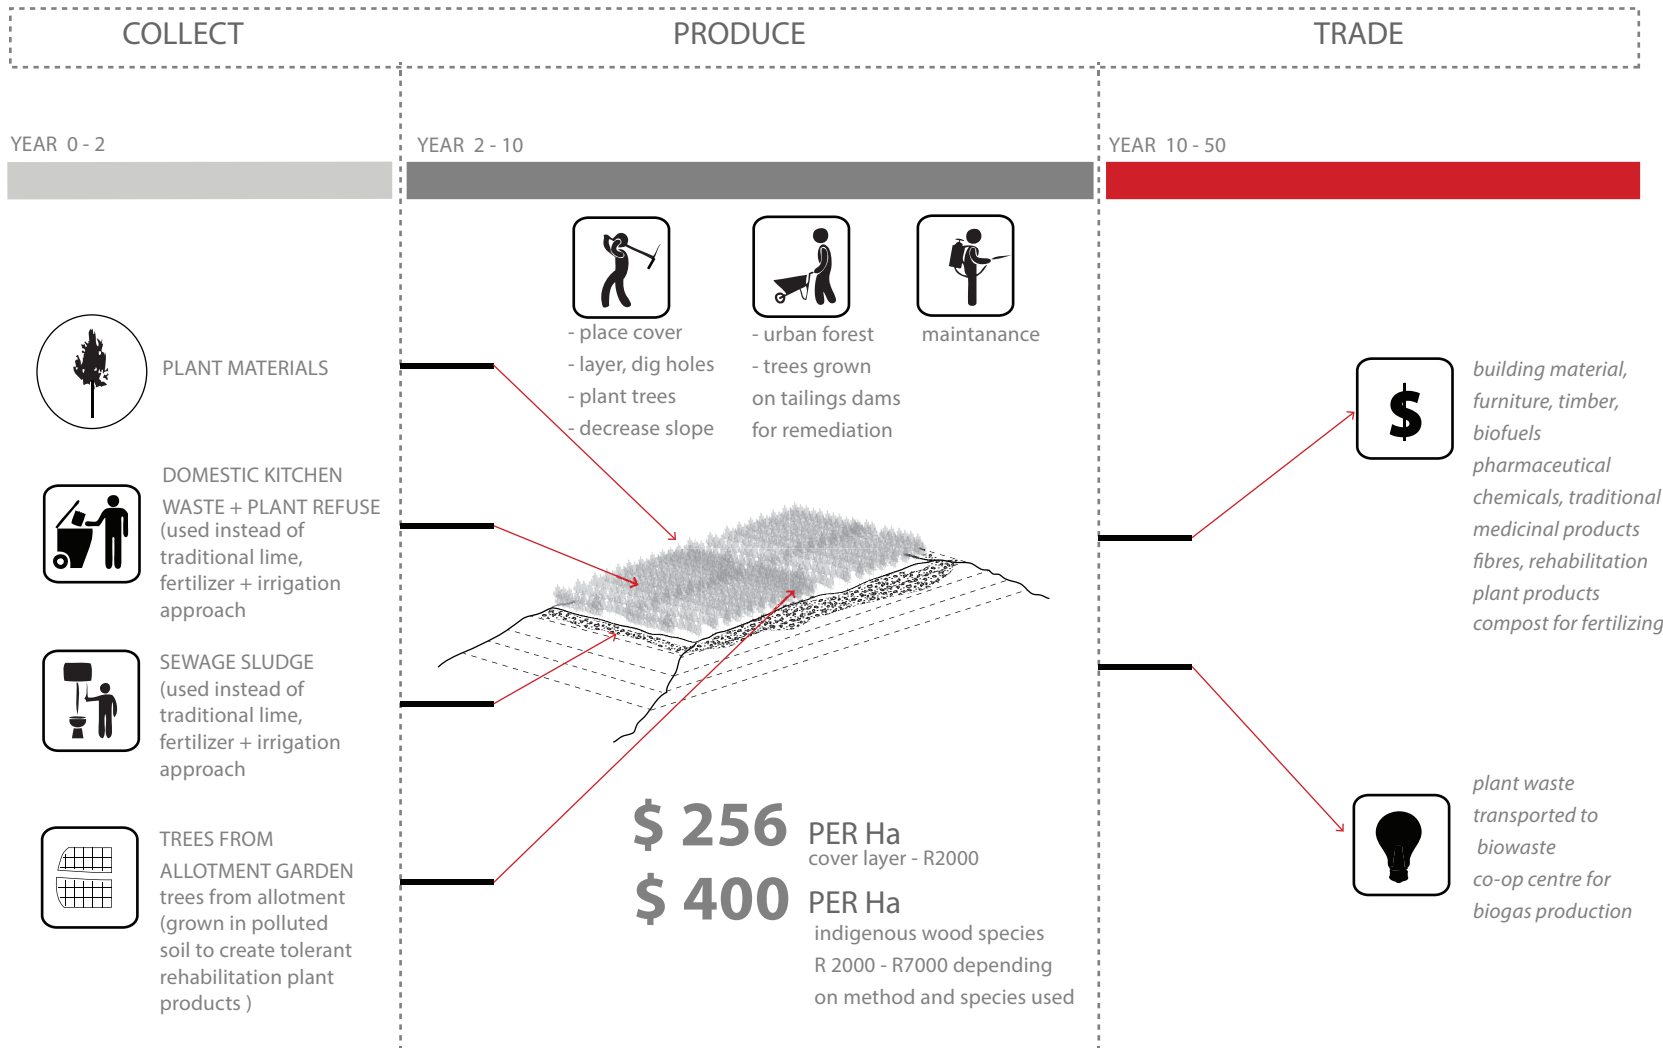 COLLECT
PRODUCE
TRADE
YEAR 0 - 2
YEAR 2 - 10
YEAR 10 - 50
PLANT MATERIALS
DOMESTIC KITCHEN
WASTE + PLANT REFUSE
(used instead of
traditional lime,
fertilizer + irrigation
approach
SEWAGE SLUDGE
(used instead of
traditional lime,
fertilizer + irrigation
approach
TREES FROM
ALLOTMENT GARDEN
trees from allotment
(grown in polluted
soil to create tolerant
rehabilitation plant
products )
- place cover
- layer, dig holes
- plant trees
- decrease slope
- urban forest
- trees grown
on tailings dams
for remediation
maintanance
$ 256 PER Ha
cover layer - R2000
$ 400 PER Ha
indigenous wood species
R 2000 - R7000 depending
on method and species used
$
building material,
furniture, timber,
biofuels
pharmaceutical
chemicals, traditional
medicinal products
fibres, rehabilitation
plant products
compost for fertilizing
plant waste
transported to
biowaste
co-op centre for
biogas production